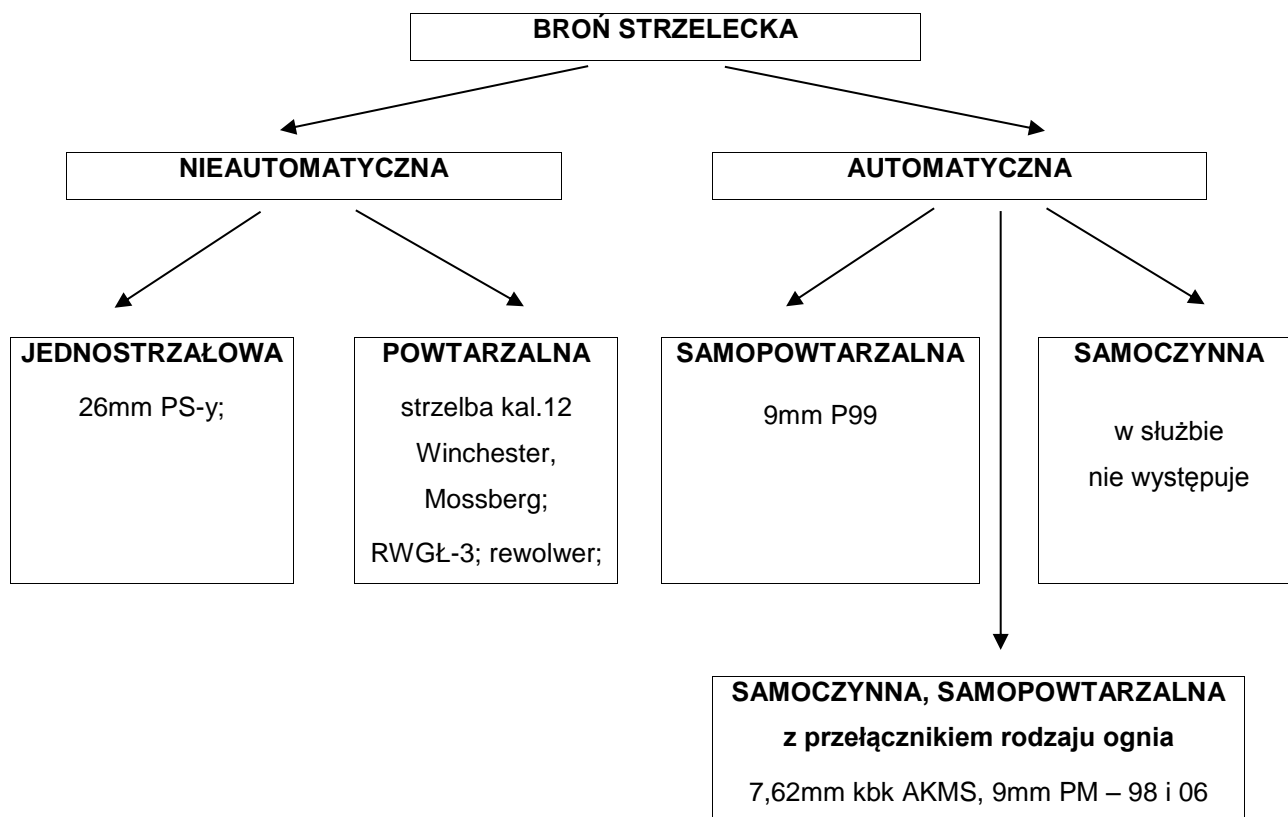 BROŃ STRZELECKA
NIEAUTOMATYCZNA
AUTOMATYCZNA
JEDNOSTRZAŁOWA
26mm PS-y;
POWTARZALNA
strzelba kal.12
Winchester,
Mossberg;
RWGŁ-3; rewolwer;
SAMOPOWTARZALNA
9mm P99
SAMOCZYNNA
w służbie
nie występuje
SAMOCZYNNA, SAMOPOWTARZALNA
z przełącznikiem rodzaju ognia
7,62mm kbk AKMS, 9mm PM – 98 i 06